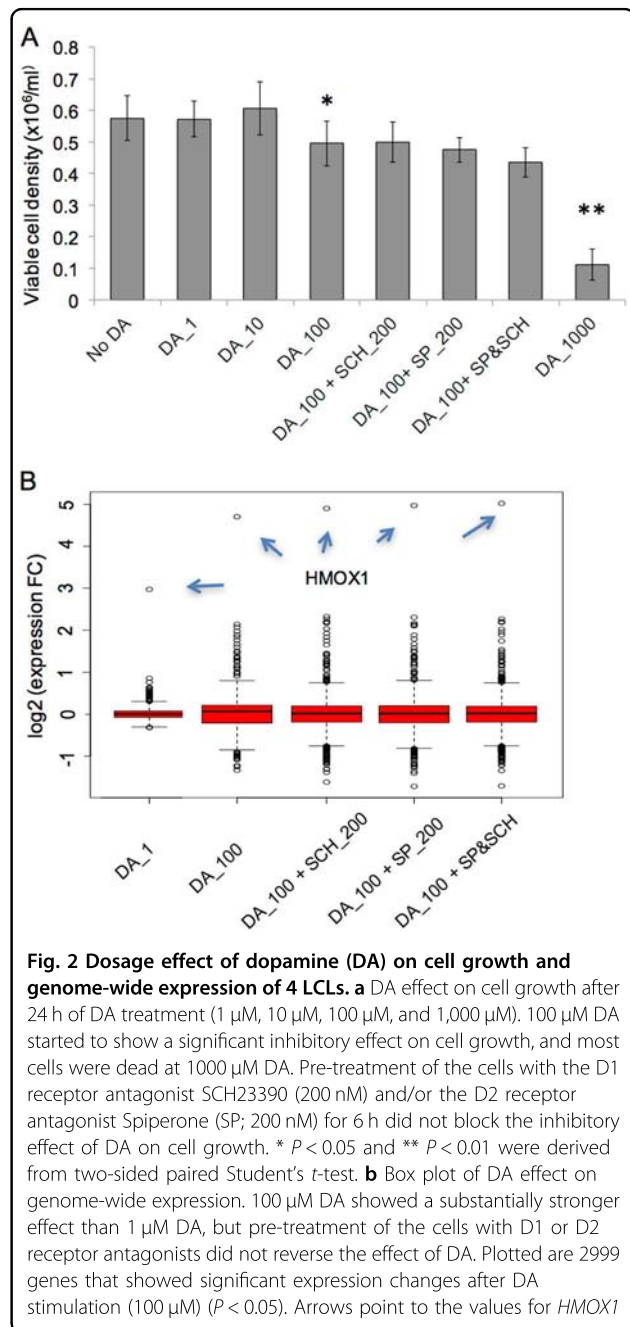 A
Viable cell density (x10⁶/ml)
0.8
0.7
0.6
0.5
0.4
0.3
0.2
0.1
0
*
**
No DA
DA_1
DA_10
DA_100
DA_100 + SCH_200
DA_100+ SP_200
DA_100+ SP&SCH
DA_1000
B
log2 (expression FC)
5
4
3
2
1
0
-1
HMOX1
DA_1
DA_100
DA_100 + SCH_200
DA_100 + SP_200
DA_100 + SP&SCH
Fig. 2 Dosage effect of dopamine (DA) on cell growth and
genome-wide expression of 4 LCLs. a DA effect on cell growth after
24 h of DA treatment (1 μM, 10 μM, 100 μM, and 1,000 μM). 100 μM DA
started to show a significant inhibitory effect on cell growth, and most
cells were dead at 1000 μM DA. Pre-treatment of the cells with the D1
receptor antagonist SCH23390 (200 nM) and/or the D2 receptor
antagonist Spiperone (SP; 200 nM) for 6 h did not block the inhibitory
effect of DA on cell growth. * P < 0.05 and ** P < 0.01 were derived
from two-sided paired Student's t-test. b Box plot of DA effect on
genome-wide expression. 100 μM DA showed a substantially stronger
effect than 1 μM DA, but pre-treatment of the cells with D1 or D2
receptor antagonists did not reverse the effect of DA. Plotted are 2999
genes that showed significant expression changes after DA
stimulation (100 μM) (P < 0.05). Arrows point to the values for HMOX1